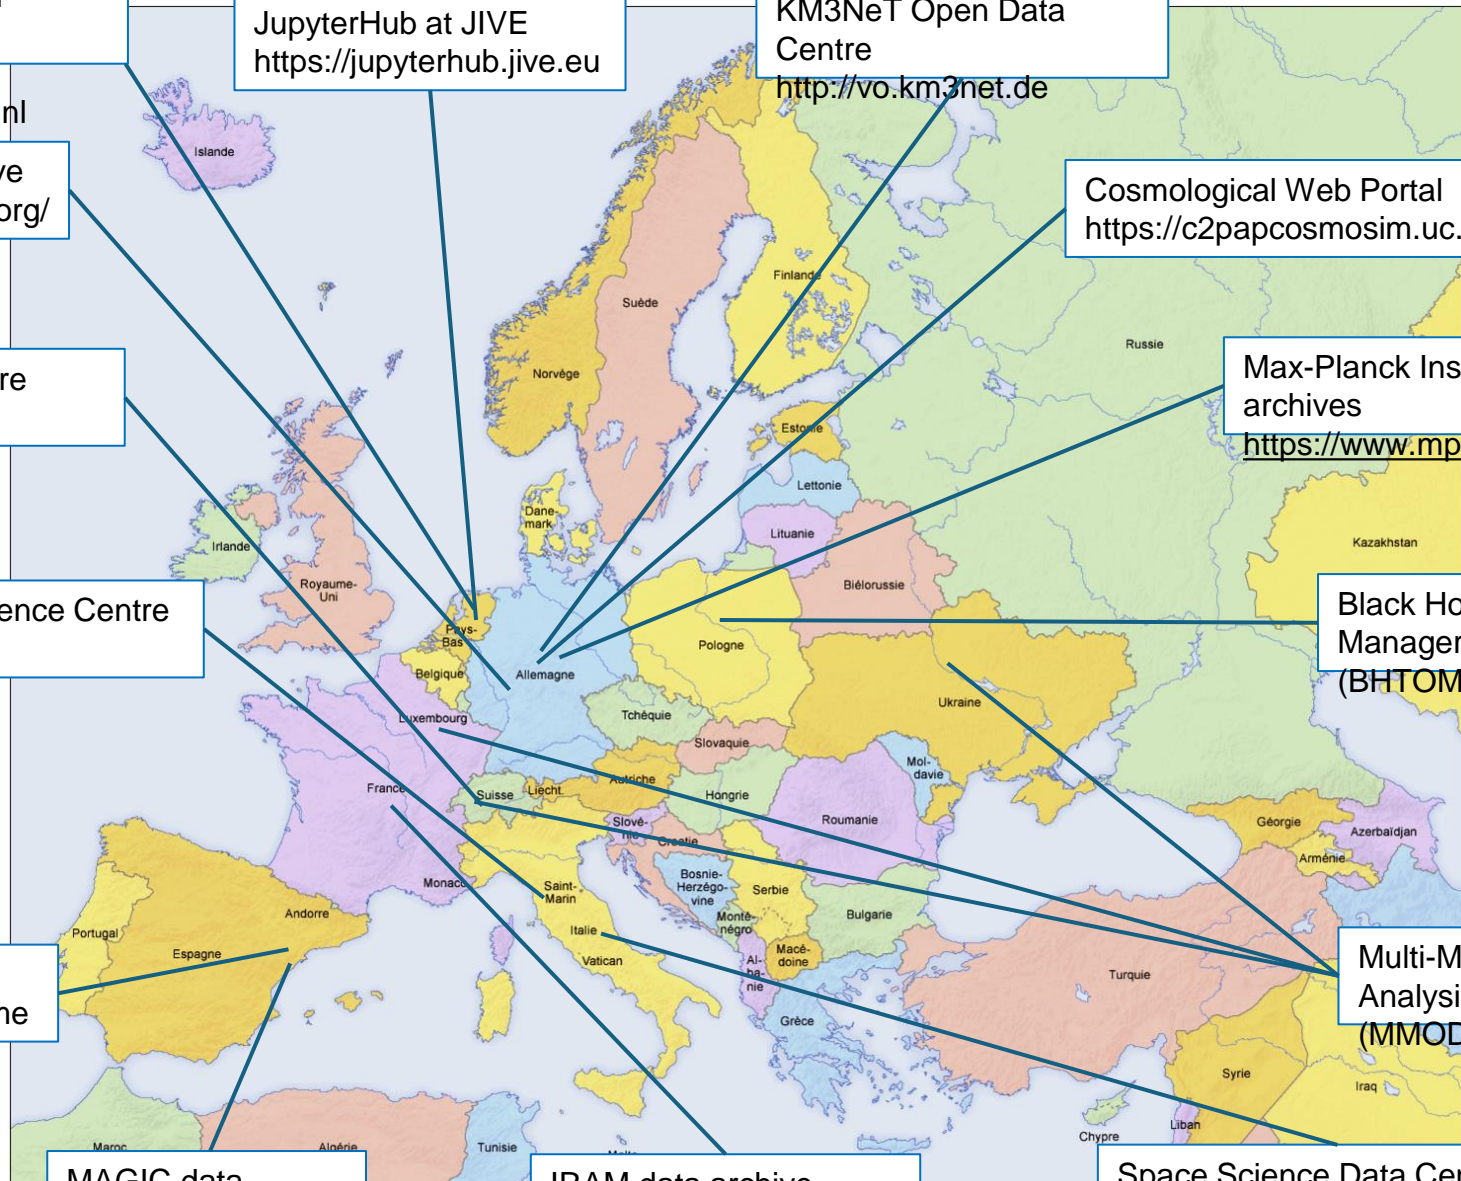 JupyterHub at JIVE
https://jupyterhub.jive.eu
KM3NeT Open Data
Centre
http://vo.km3net.de
nl
ve
org/
Cosmological Web Portal
https://c2papcosmosim.uc.
re
Max-Planck Ins
archives
https://www.mp
ence Centre
Black Ho
Manager
(BHTOM
ne
Multi-M
Analysi
(MMOD
MAGIC data
IRAM data archive
Space Science Data Cen
Islande
Finlande
Suède
Russie
Norvège
Estonie
Lettonie
Dane-
mark
Lituanie
Irlande
Kazakhstan
Royaume-
Uni
Biélorussie
Pays-
Bas
Pologne
Belgique
Allemagne
Ukraine
Luxembourg
Tchéquie
Slovaquie
Mol-
davie
Autriche
France
Suisse
Liecht.
Hongrie
Slové-
nie
Roumanie
Géorgie
Azerbaïdjan
Croatie
Arménie
Monaco
Bosnie-
Herzégo-
vine
Saint-
Marin
Serbie
Andorre
Monté-
négro
Bulgarie
Portugal
Espagne
Italie
Vatican
Al-
ba-
nie
Macé-
doine
Turquie
Grèce
Syrie
Iraq
Liban
Chypre
Maroc
Algérie
Tunisie
Malte